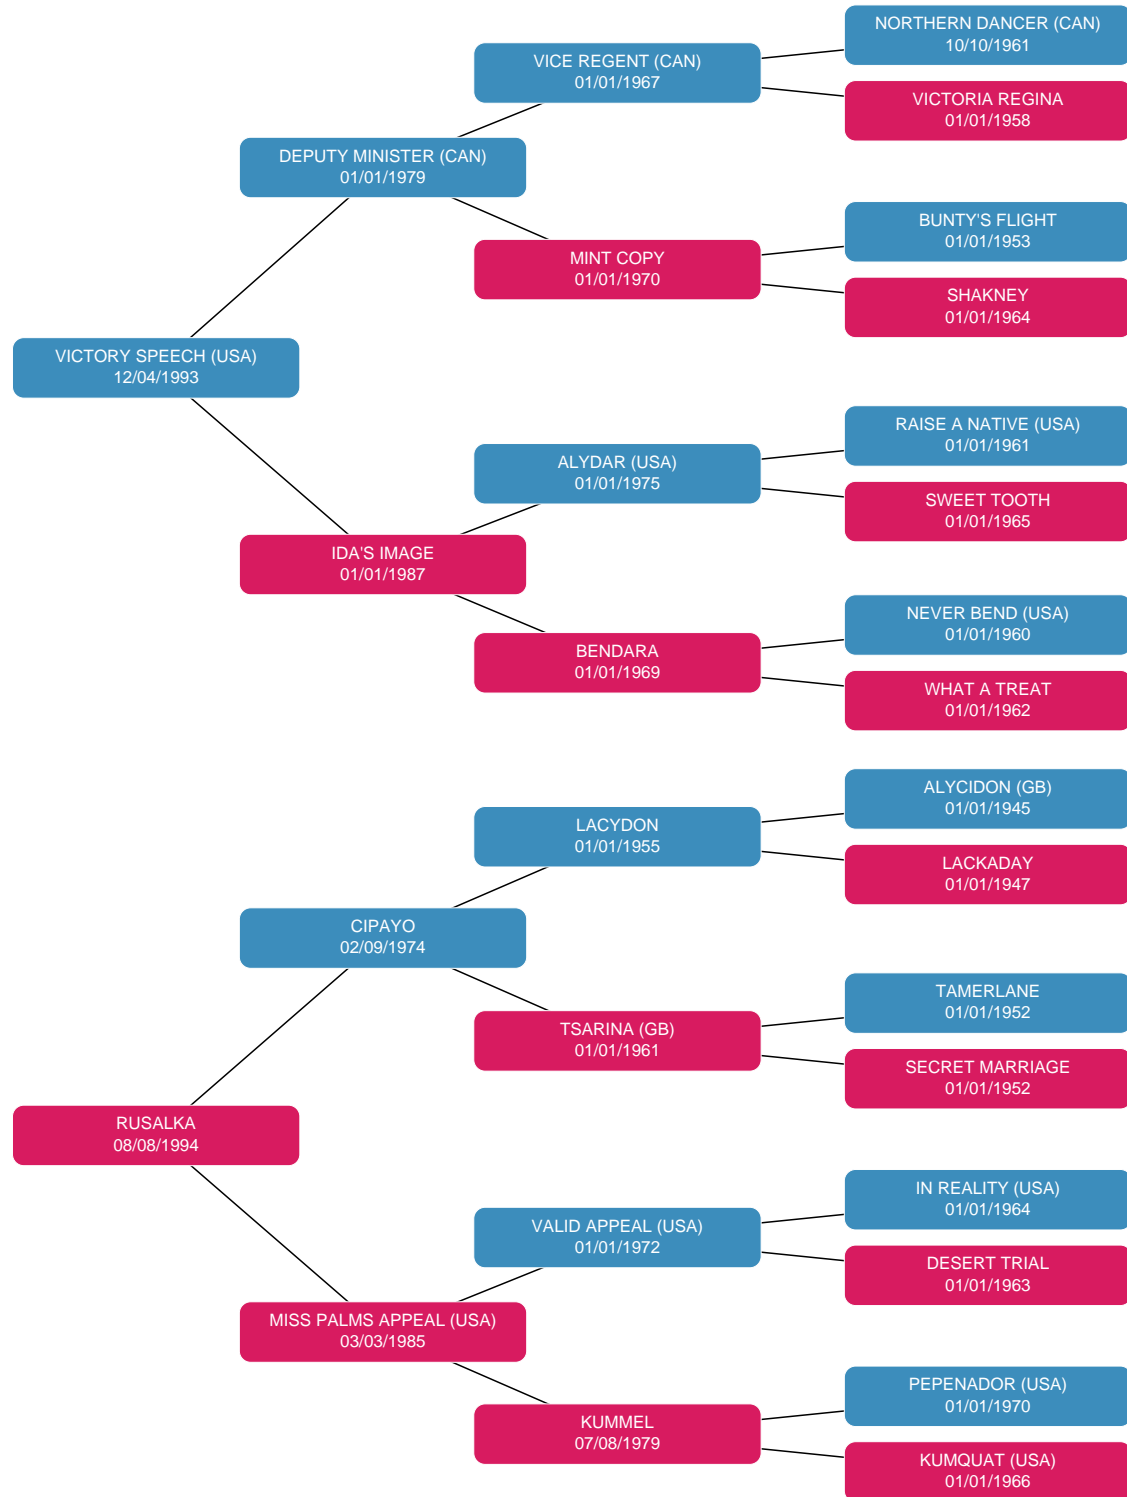 NORTHERN DANCER (CAN)
10/10/1961
VICE REGENT (CAN)
01/01/1967
VICTORIA REGINA
01/01/1958
DEPUTY MINISTER (CAN)
01/01/1979
BUNTY'S FLIGHT
01/01/1953
MINT COPY
01/01/1970
SHAKNEY
01/01/1964
VICTORY SPEECH (USA)
12/04/1993
RAISE A NATIVE (USA)
01/01/1961
ALYDAR (USA)
01/01/1975
SWEET TOOTH
01/01/1965
IDA'S IMAGE
01/01/1987
NEVER BEND (USA)
01/01/1960
BENDARA
01/01/1969
WHAT A TREAT
01/01/1962
ALYCIDON (GB)
01/01/1945
LACYDON
01/01/1955
LACKADAY
01/01/1947
CIPAYO
02/09/1974
TAMERLANE
01/01/1952
TSARINA (GB)
01/01/1961
SECRET MARRIAGE
01/01/1952
RUSALKA
08/08/1994
IN REALITY (USA)
01/01/1964
VALID APPEAL (USA)
01/01/1972
DESERT TRIAL
01/01/1963
MISS PALMS APPEAL (USA)
03/03/1985
PEPENADOR (USA)
01/01/1970
KUMMEL
07/08/1979
KUMQUAT (USA)
01/01/1966